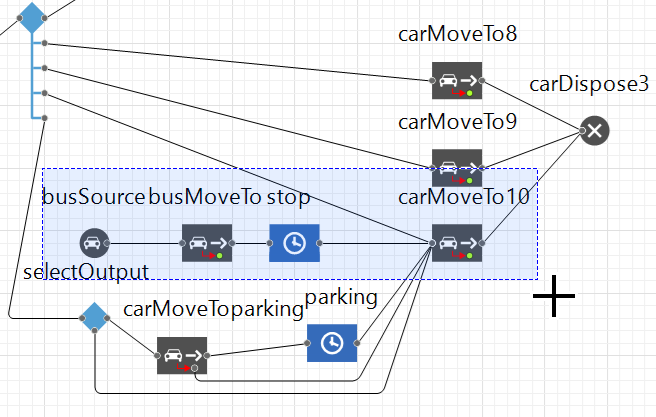 carMoveTo8
carDispose3
carMoveTo9
busSource busMoveTo stop carMoveTo10
selectOutput
carMoveToparking parking